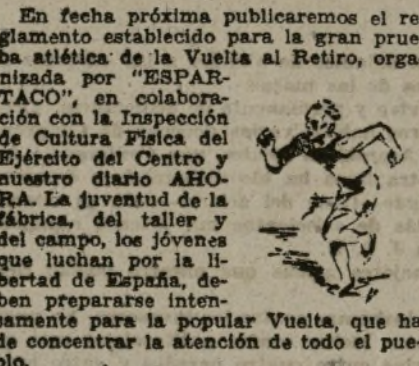 En fecha próxima publicaremos el re
glamento establecido para la gran prue
ba atlética de la Vuelta al Retiro, orga
nizada por "ESPAR-
TACO", en colabora-
ción con la Inspección
de Cultura Física del
Ejército del Centro y
nuestro diario AHO-
RA. La juventud de la
fábrica, del taller y
del campo, los jóvenes
que luchan por la li-
bertad de España, de-
ben prepararse inten-
samente para la popular Vuelta, que ha
de concentrar la atención de todo el pue-
blo.